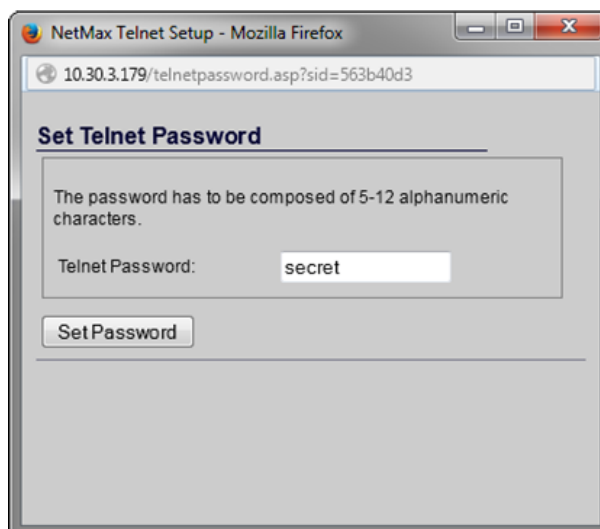 NetMax Telnet Setup - Mozilla Firefox
10.30.3.179/telnetpassword.asp?sid=563b40d3
Set Telnet Password
The password has to be composed of 5-12 alphanumeric
characters.
Telnet Password: secret
Set Password